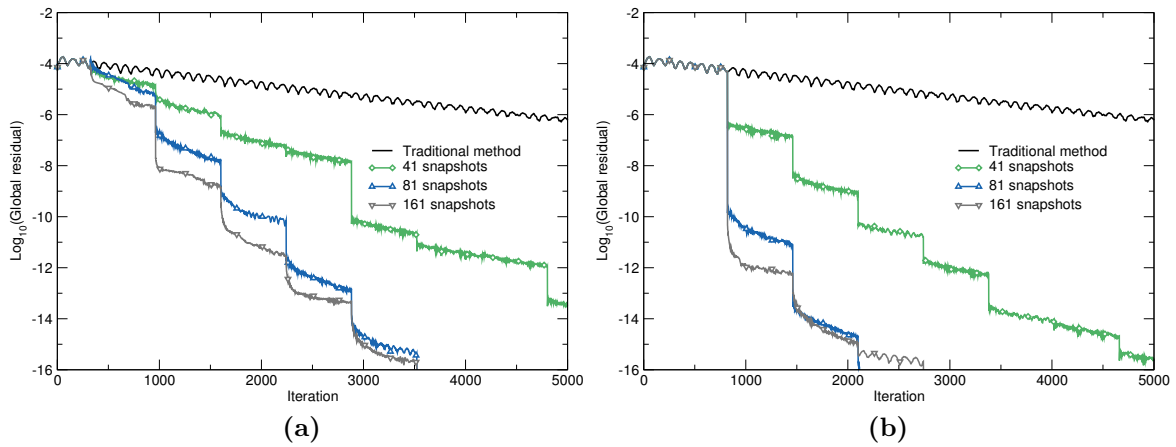 -2
-4
-6
-8
-10
-12
-14
-16
0 1000 2000 3000 4000 5000
Iteration
Log10(Global residual)
Traditional method
41 snapshots
81 snapshots
161 snapshots
(a)
-2
-4
-6
-8
-10
-12
-14
-16
0 1000 2000 3000 4000 5000
Iteration
Log10(Global residual)
Traditional method
41 snapshots
81 snapshots
161 snapshots
(b)